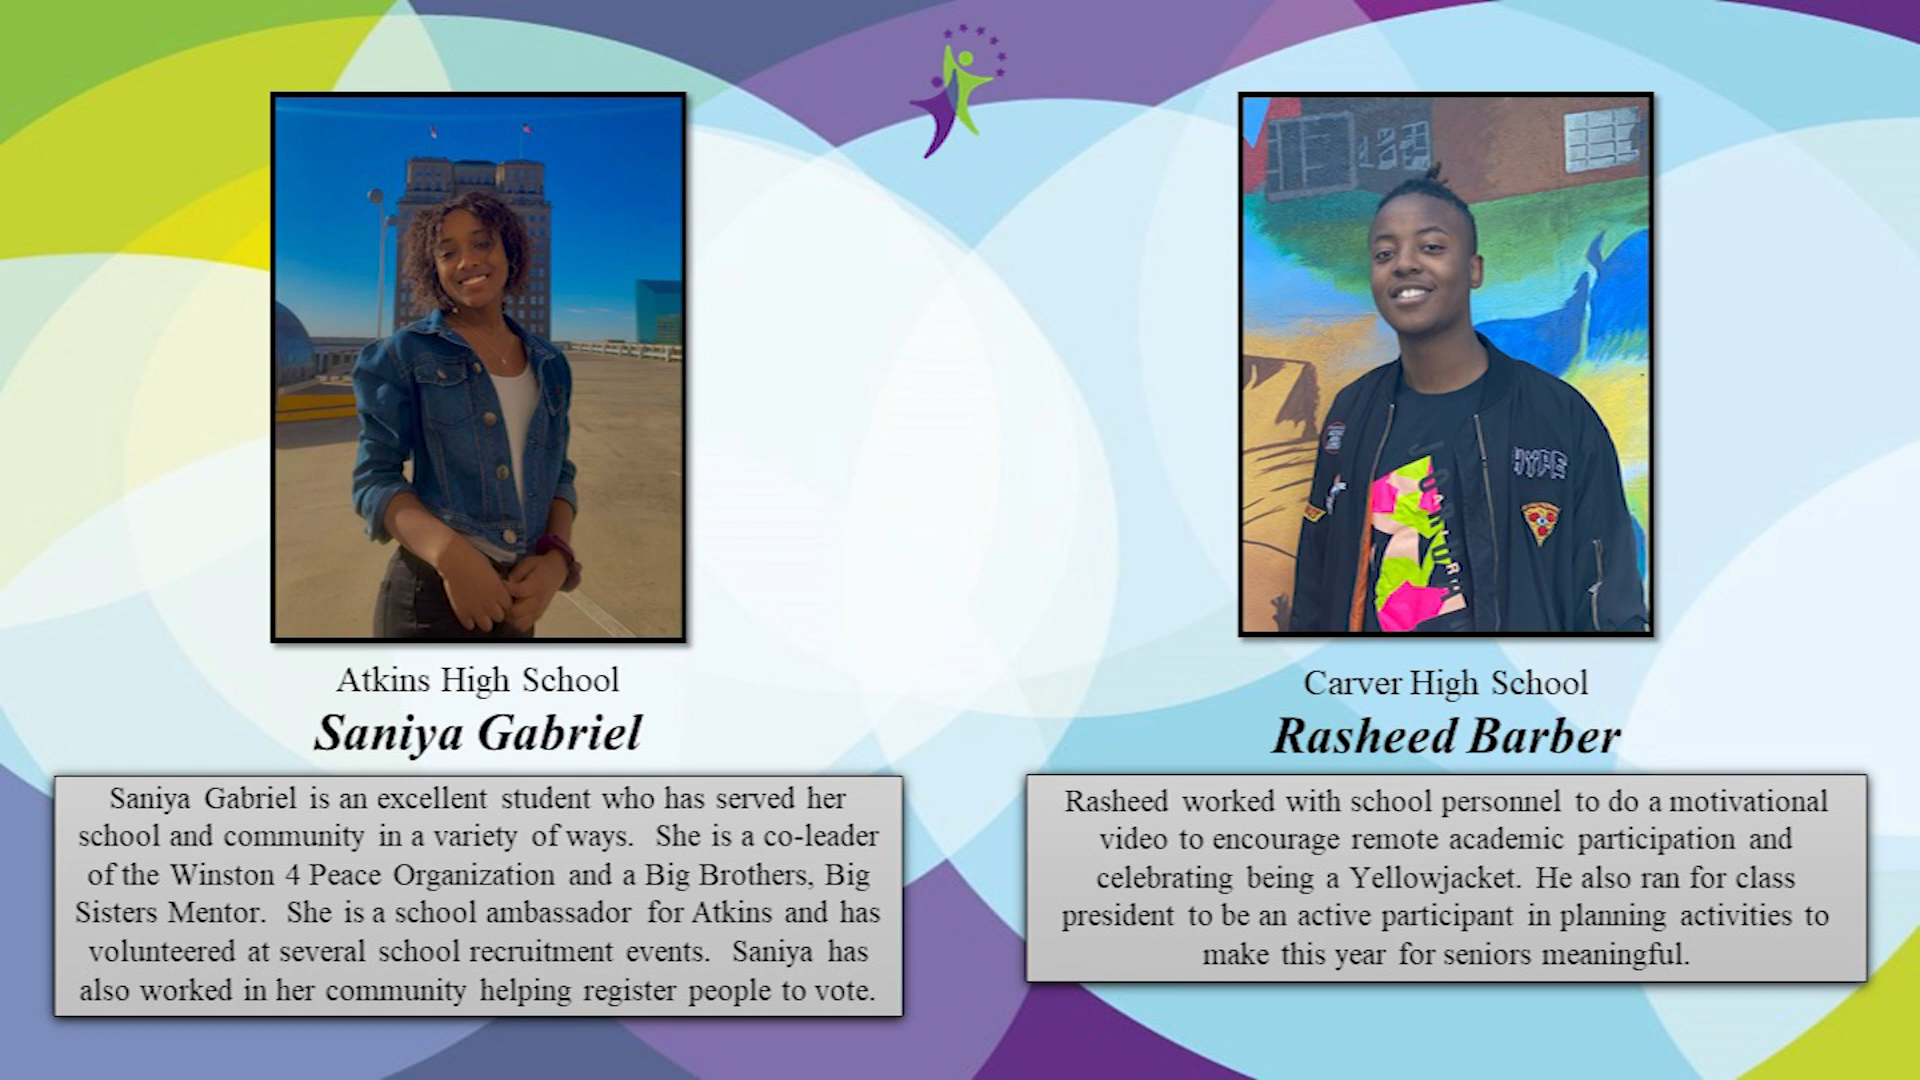 HYPE
Atkins High School
Saniya Gabriel
Saniya Gabriel is an excellent student who has served her
school and community in a variety of ways. She is a co-leader
of the Winston 4 Peace Organization and a Big Brothers, Big
Sisters Mentor. She is a school ambassador for Atkins and has
volunteered at several school recruitment events. Saniya has
also worked in her community helping register people to vote.
Carver High School
Rasheed Barber
Rasheed worked with school personnel to do a motivational
video to encourage remote academic participation and
celebrating being a Yellowjacket. He also ran for class
president to be an active participant in planning activities to
make this year for seniors meaningful.